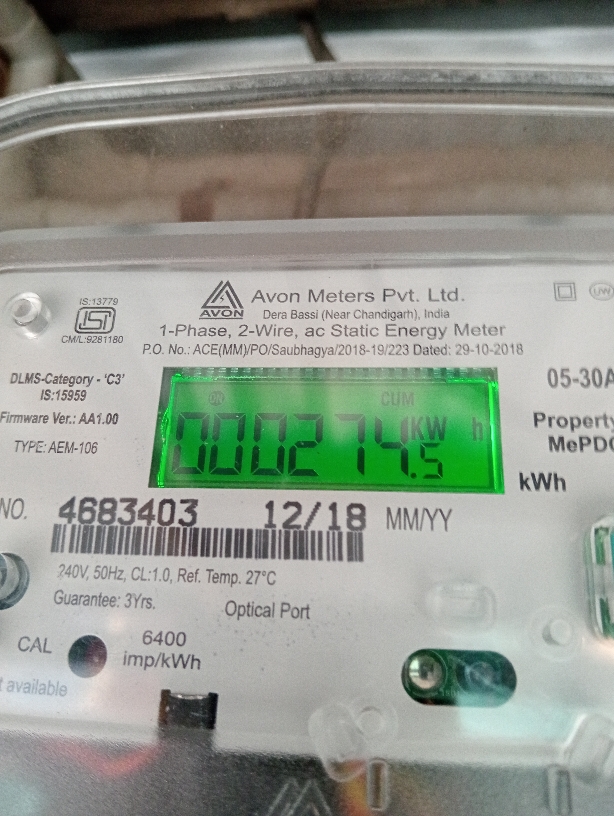 IS:13779
ISI
CM/L:9281180
AVON
Avon Meters Pvt. Ltd.
Dera Bassi (Near Chandigarh), India
1-Phase, 2-Wire, ac Static Energy Meter
P.O. No.: ACE(MM)/PO/Saubhagya/2018-19/223 Dated: 29-10-2018
DLMS-Category - 'C3'
IS:15959
Firmware Ver.: AA1.00
TYPE: AEM-106
CUM
000274.5 KW h
05-30A
Property
MePDC
kWh
NO. 4683403 12/18 MM/YY
240V, 50Hz, CL:1.0, Ref. Temp. 27°C
Guarantee: 3Yrs.
Optical Port
CAL
6400
imp/kWh
available